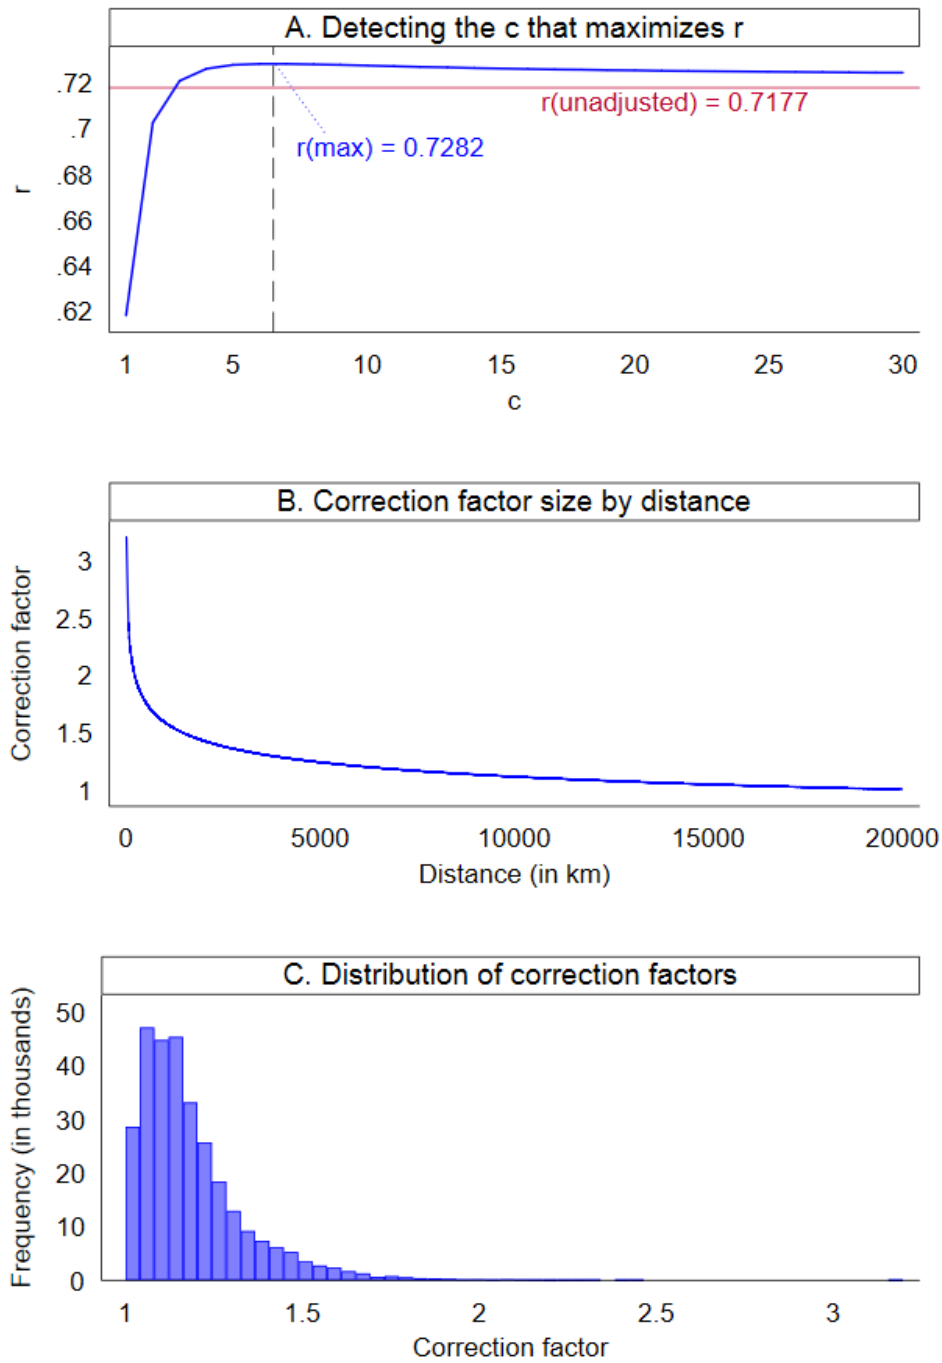 A. Detecting the c that maximizes r
.72
.7
.68
.66
.64
.62
r
r(unadjusted) = 0.7177
r(max) = 0.7282
1 5 10 15 20 25 30
c
B. Correction factor size by distance
3
2.5
2
1.5
1
Correction factor
0 5000 10000 15000 20000
Distance (in km)
C. Distribution of correction factors
50
40
30
20
10
0
Frequency (in thousands)
1 1.5 2 2.5 3
Correction factor